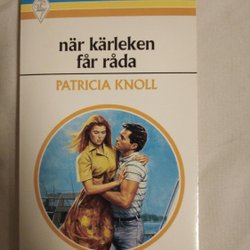 när kärleken
får råda
PATRICIA KNOLL